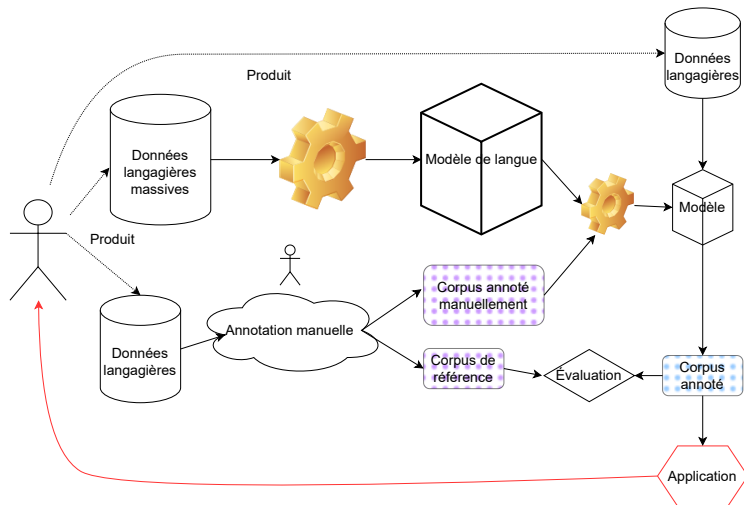 Données
langagières
Produit
Données
langagières
massives
Modèle de langue
Modèle
Produit
Corpus annoté
manuellement
Annotation manuelle
Données
langagières
Corpus de
référence
Évaluation
Corpus
annoté
Application